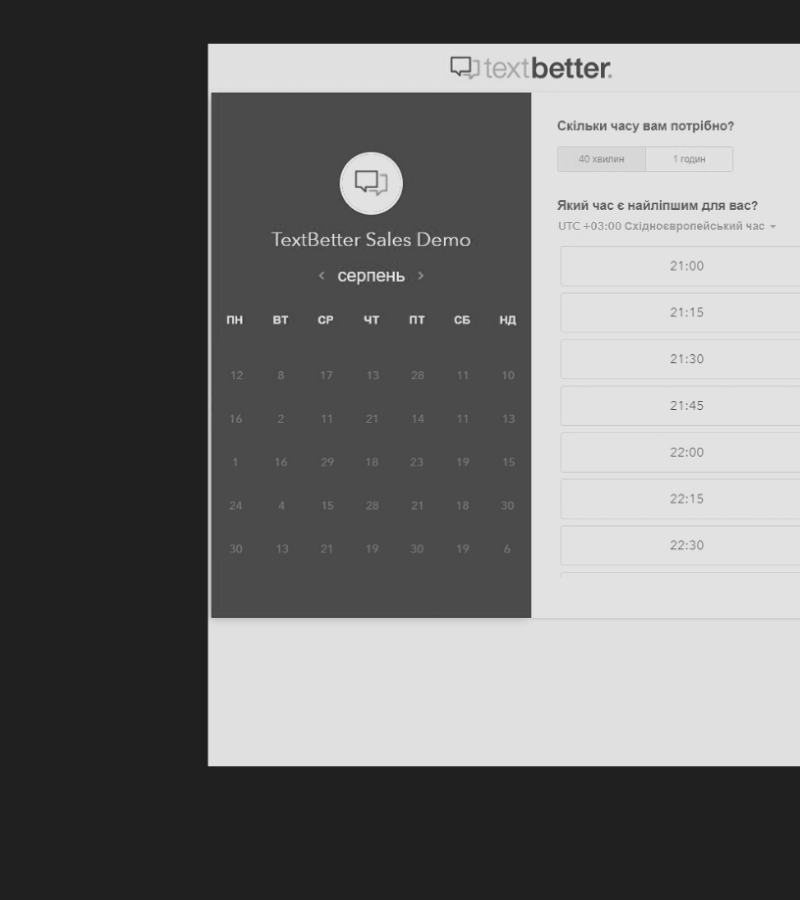 textbetter.
TextBetter Sales Demo
< серпень >
ПН ВТ СР ЧТ ПТ СБ НД
12 8 17 13 28 11 10
16 2 11 21 14 11 13
1 16 29 18 23 19 15
24 4 15 28 21 18 30
30 13 21 19 30 19 6
Скільки часу вам потрібно?
40 хвилин 1 годин
Який час є найліпшим для вас?
UTC +03:00 Східноєвропейський час
21:00
21:15
21:30
21:45
22:00
22:15
22:30